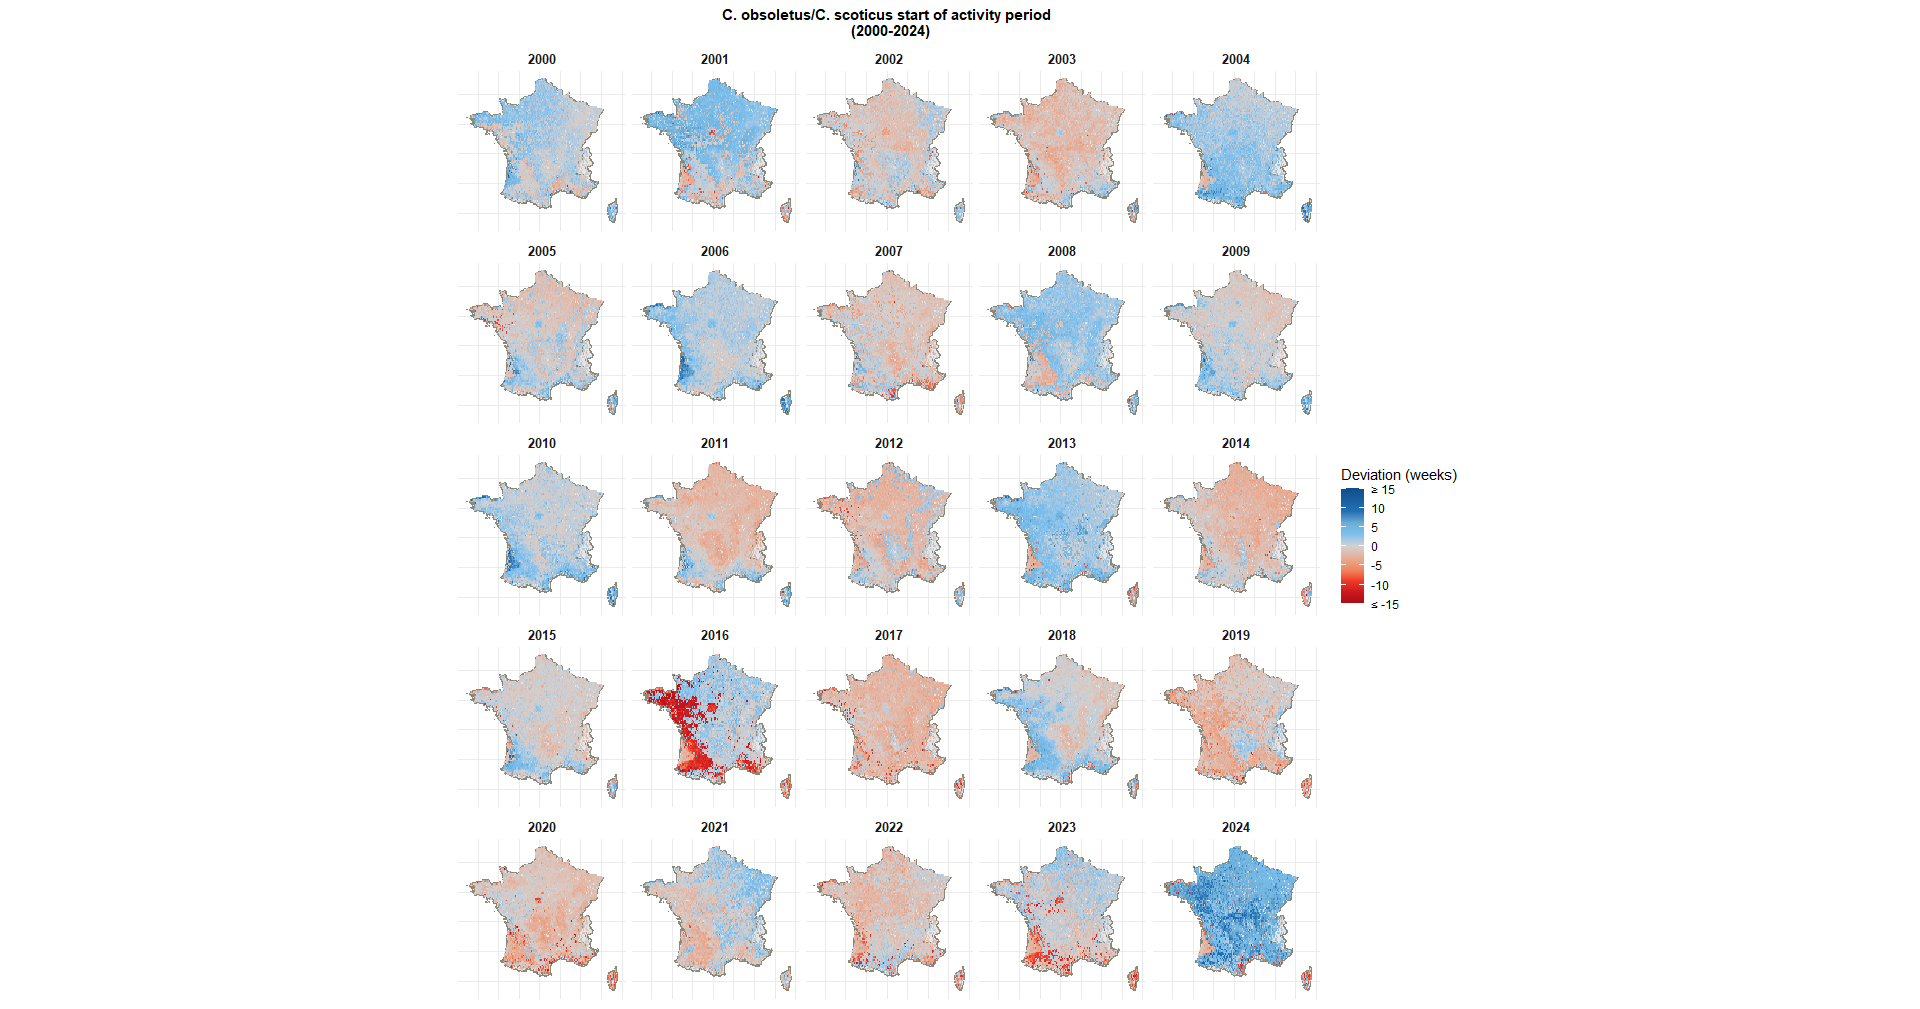 C. obsoletus/C. scoticus start of activity period
(2000-2024)
2000 2001 2002 2003 2004
2005 2006 2007 2008 2009
2010 2011 2012 2013 2014
Deviation (weeks)
≥ 15
10
5
0
-5
-10
≤ -15
2015 2016 2017 2018 2019
2020 2021 2022 2023 2024